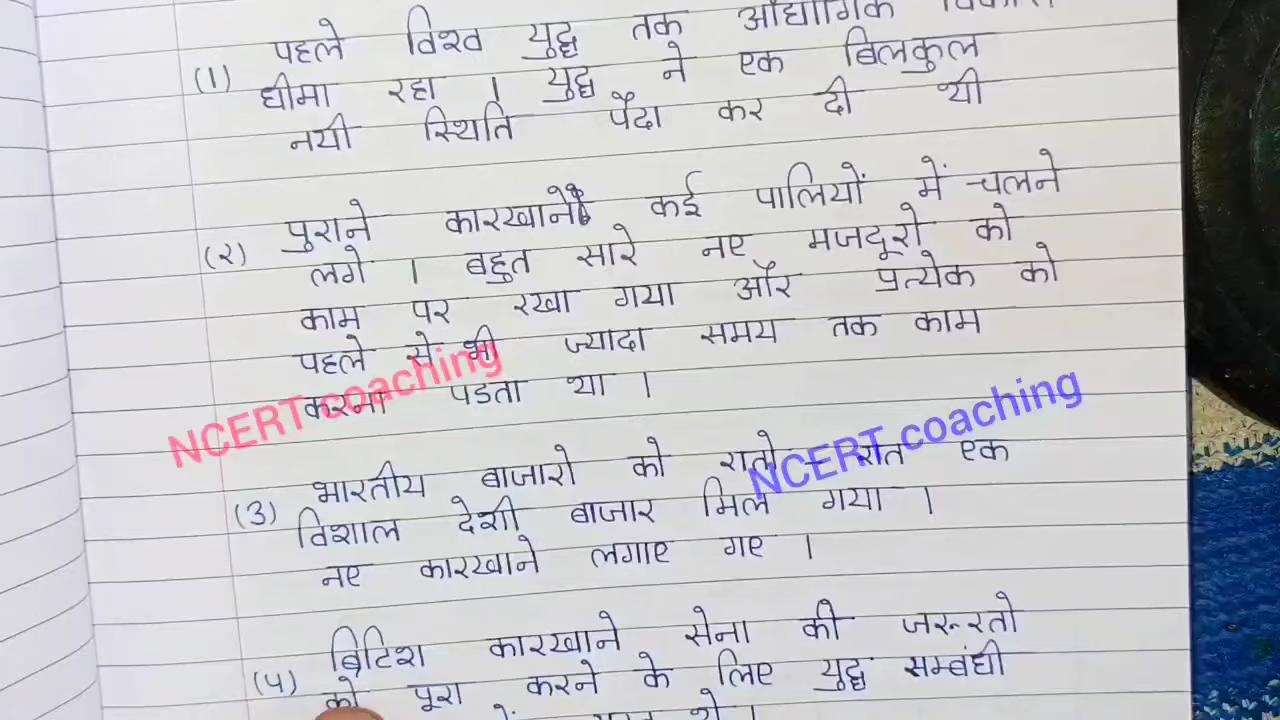 पहले विश्व युद्ध तक औद्योगिक विकास
(1) धीमा रहा । युद्ध ने एक बिलकुल
नयी स्थिति पैदा कर दी थी
पुराने कारखाने कई पालियों में चलने
(२) लगे । बहुत सारे नए मजदूरो को
काम पर रखा गया और प्रत्येक को
पहले से भी ज्यादा समय तक काम
करना पडता था ।
NCERT coaching
NCERT coaching
भारतीय बाजारो को रातो - रात एक
(3) विशाल देशी बाजार मिल गया ।
नए कारखाने लगाए गए ।
ब्रिटिश कारखाने सेना की जरूरतो
(4) को पूरा करने के लिए युद्ध सम्बंधी
थे ।